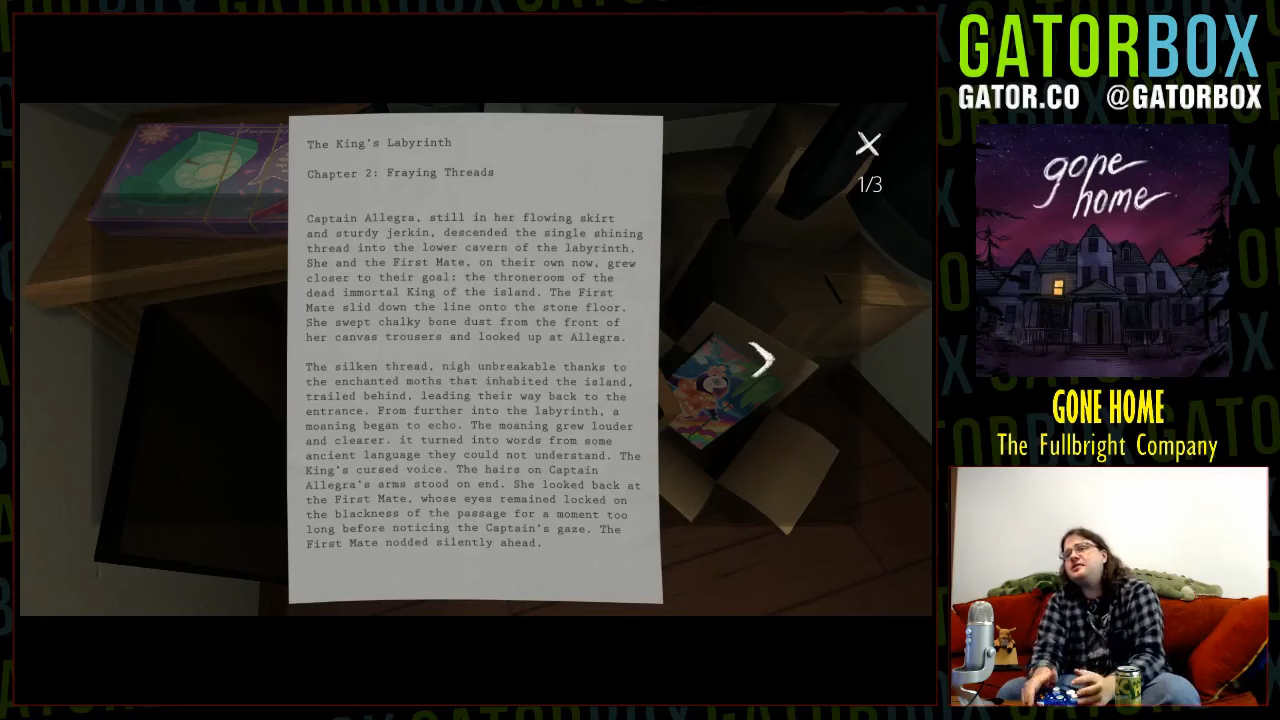 The King's Labyrinth
Chapter 2: Fraying Threads
Captain Allegra, still in her flowing skirt
and sturdy jerkin, descended the single shining
thread into the lower cavern of the labyrinth.
She and the First Mate, on their own now, grew
closer to their goal: the throneroom of the
dead immortal King of the island. The First
Mate slid down the line onto the stone floor.
She swept chalky bone dust from the front of
her canvas trousers and looked up at Allegra.
The silken thread, nigh unbreakable thanks to
the enchanted moths that inhabited the island,
trailed behind, leading their way back to the
entrance. From further into the labyrinth, a
moaning began to echo. The moaning grew louder
and clearer. it turned into words from some
ancient language they could not understand. The
King's cursed voice. The hairs on Captain
Allegra's arms stood on end. She looked back at
the First Mate, whose eyes remained locked on
the blackness of the passage for a moment too
long before noticing the Captain's gaze. The
First Mate nodded silently ahead.
1/3
GATORBOX
GATOR.CO @GATORBOX
gone
home
GONE HOME
The Fullbright Company